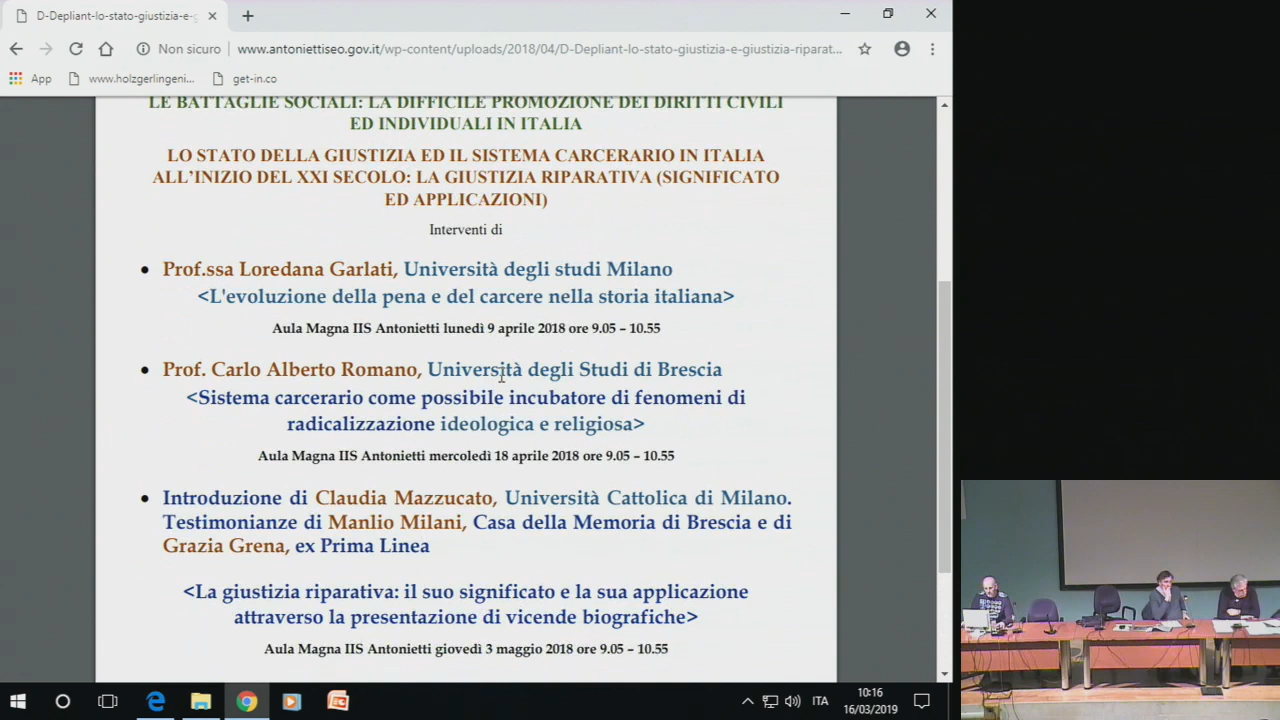 D-Depliant-lo-stato-giustizia-e-g
Non sicuro
www.antoniettiseo.gov.it/wp-content/uploads/2018/04/D-Depliant-lo-stato-giustizia-e-giustizia-riparat...
App
www.holzgerlingeni...
get-in.co
LE BATTAGLIE SOCIALI: LA DIFFICILE PROMOZIONE DEI DIRITTI CIVILI
ED INDIVIDUALI IN ITALIA
LO STATO DELLA GIUSTIZIA ED IL SISTEMA CARCERARIO IN ITALIA
ALL'INIZIO DEL XXI SECOLO: LA GIUSTIZIA RIPARATIVA (SIGNIFICATO
ED APPLICAZIONI)
Interventi di
• Prof.ssa Loredana Garlati, Università degli studi Milano
<L'evoluzione della pena e del carcere nella storia italiana>
Aula Magna IIS Antonietti lunedì 9 aprile 2018 ore 9.05 – 10.55
• Prof. Carlo Alberto Romano, Università degli Studi di Brescia
<Sistema carcerario come possibile incubatore di fenomeni di
radicalizzazione ideologica e religiosa>
Aula Magna IIS Antonietti mercoledì 18 aprile 2018 ore 9.05 – 10.55
• Introduzione di Claudia Mazzucato, Università Cattolica di Milano.
Testimonianze di Manlio Milani, Casa della Memoria di Brescia e di
Grazia Grena, ex Prima Linea
<La giustizia riparativa: il suo significato e la sua applicazione
attraverso la presentazione di vicende biografiche>
Aula Magna IIS Antonietti giovedì 3 maggio 2018 ore 9.05 – 10.55
ITA
10:16
16/03/2019